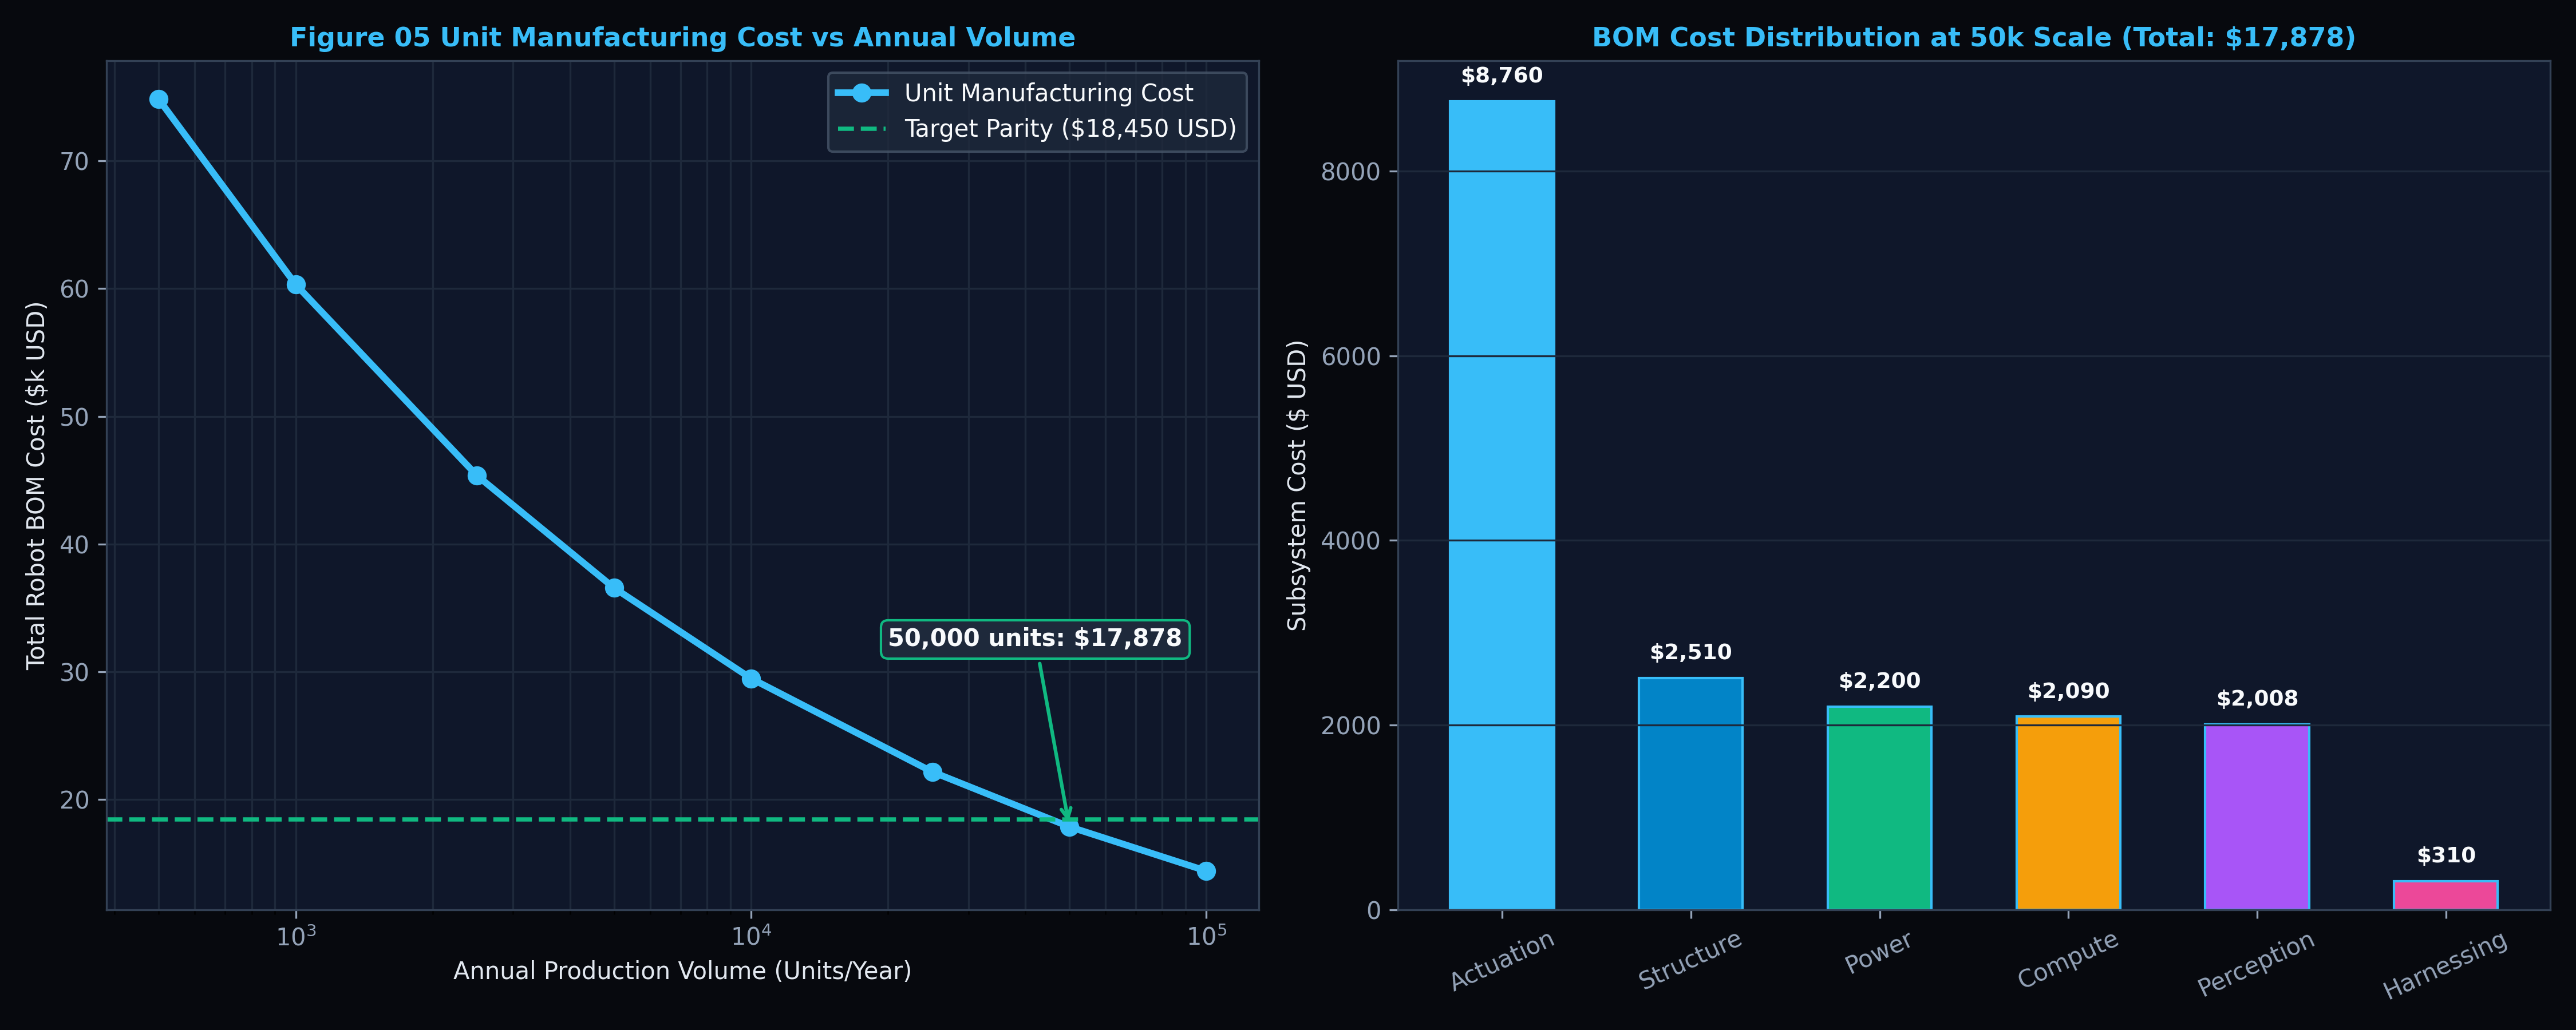 Figure 05 Unit Manufacturing Cost vs Annual Volume
Unit Manufacturing Cost
Target Parity ($18,450 USD)
Total Robot BOM Cost ($k USD)
70
60
50
40
30
20
50,000 units: $17,878
10³
10⁴
10⁵
Annual Production Volume (Units/Year)
BOM Cost Distribution at 50k Scale (Total: $17,878)
Subsystem Cost ($ USD)
8000
6000
4000
2000
0
$8,760
$2,510
$2,200
$2,090
$2,008
$310
Actuation
Structure
Power
Compute
Perception
Harnessing